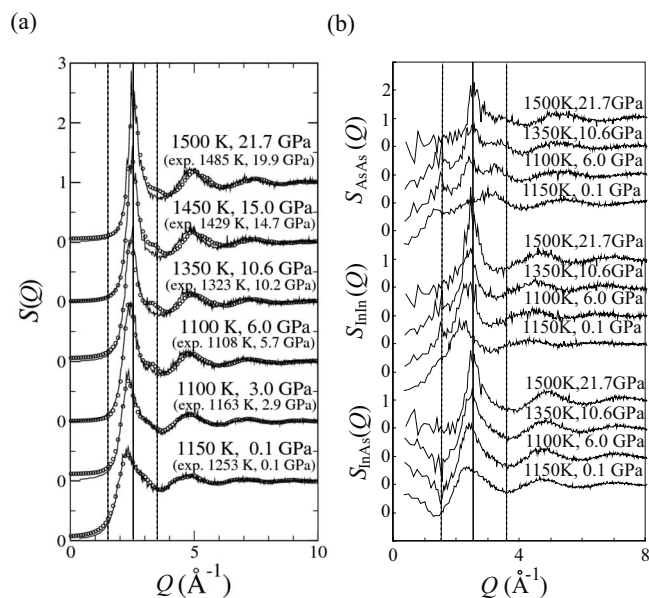 (a)
3
2
1
0
0
0
0
0
0
S(Q)
1500 K, 21.7 GPa
(exp. 1485 K, 19.9 GPa)
1450 K, 15.0 GPa
(exp. 1429 K, 14.7 GPa)
1350 K, 10.6 GPa
(exp. 1323 K, 10.2 GPa)
1100 K, 6.0 GPa
(exp. 1108 K, 5.7 GPa)
1100 K, 3.0 GPa
(exp. 1163 K, 2.9 GPa)
1150 K, 0.1 GPa
(exp. 1253 K, 0.1 GPa)
0 5 10
Q (Å-1)
(b)
2
1
0
0
0
0
S_AsAs(Q)
1500K, 21.7GPa
1350K, 10.6GPa
1100K, 6.0 GPa
1150K, 0.1 GPa
1
0
0
0
S_InIn(Q)
1500K, 21.7GPa
1350K, 10.6GPa
1100K, 6.0 GPa
1150K, 0.1 GPa
1
0
0
0
0
S_InAs(Q)
1500K, 21.7GPa
1350K, 10.6GPa
1100K, 6.0 GPa
1150K, 0.1 GPa
0 4 8
Q (Å-1)